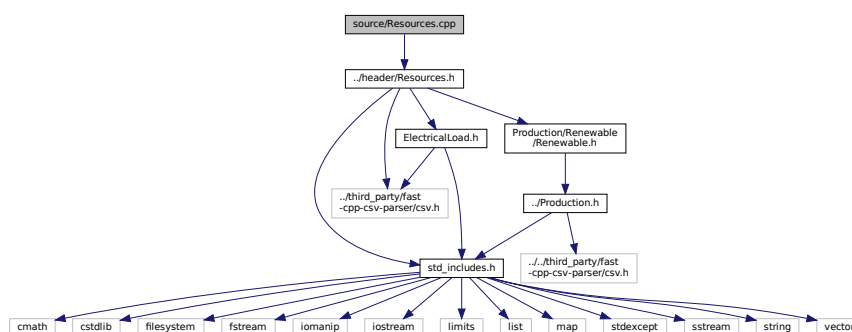 source/Resources.cpp
../header/Resources.h
ElectricalLoad.h
Production/Renewable
/Renewable.h
../third_party/fast
-cpp-csv-parser/csv.h
../Production.h
std_includes.h
../../third_party/fast
-cpp-csv-parser/csv.h
cmath
cstdlib
filesystem
fstream
iomanip
iostream
limits
list
map
stdexcept
sstream
string
vector